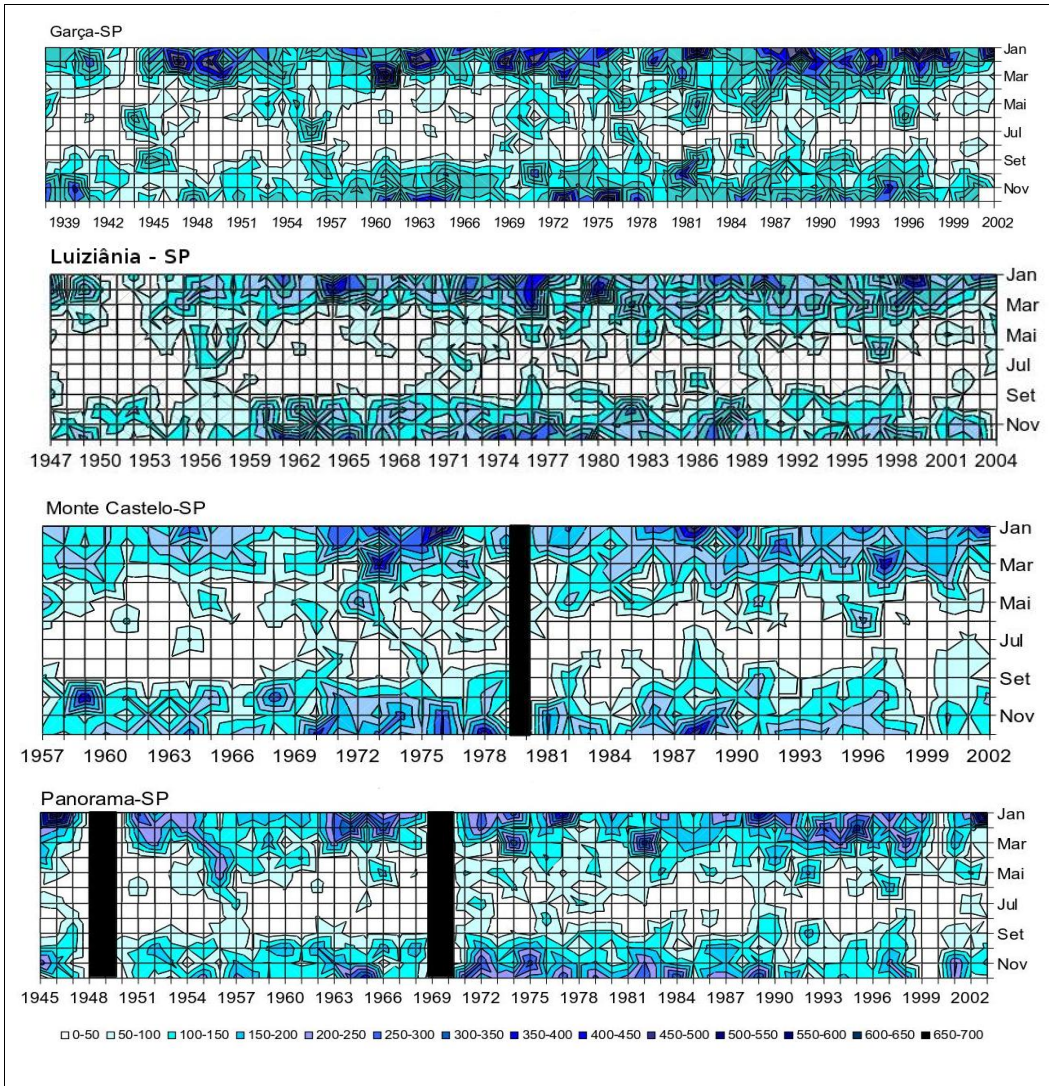 Garça-SP
Jan
Mar
Mai
Jul
Set
Nov
1939 1942 1945 1948 1951 1954 1957 1960 1963 1966 1969 1972 1975 1978 1981 1984 1987 1990 1993 1996 1999 2002
Luiziânia - SP
Jan
Mar
Mai
Jul
Set
Nov
1947 1950 1953 1956 1959 1962 1965 1968 1971 1974 1977 1980 1983 1986 1989 1992 1995 1998 2001 2004
Monte Castelo-SP
Jan
Mar
Mai
Jul
Set
Nov
1957 1960 1963 1966 1969 1972 1975 1978 1981 1984 1987 1990 1993 1996 1999 2002
Panorama-SP
Jan
Mar
Mai
Jul
Set
Nov
1945 1948 1951 1954 1957 1960 1963 1966 1969 1972 1975 1978 1981 1984 1987 1990 1993 1996 1999 2002
0-50 50-100 100-150 150-200 200-250 250-300 300-350 350-400 400-450 450-500 500-550 550-600 600-650 650-700